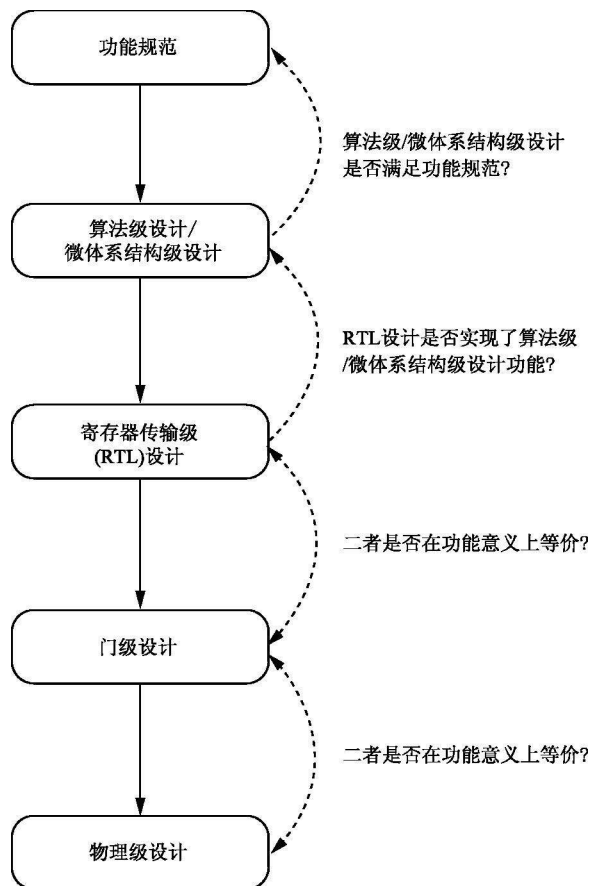 功能规范
算法级/微体系结构级设计
是否满足功能规范?
算法级设计/
微体系结构级设计
RTL设计是否实现了算法级
/微体系结构级设计功能?
寄存器传输级
(RTL)设计
二者是否在功能意义上等价?
门级设计
二者是否在功能意义上等价?
物理级设计